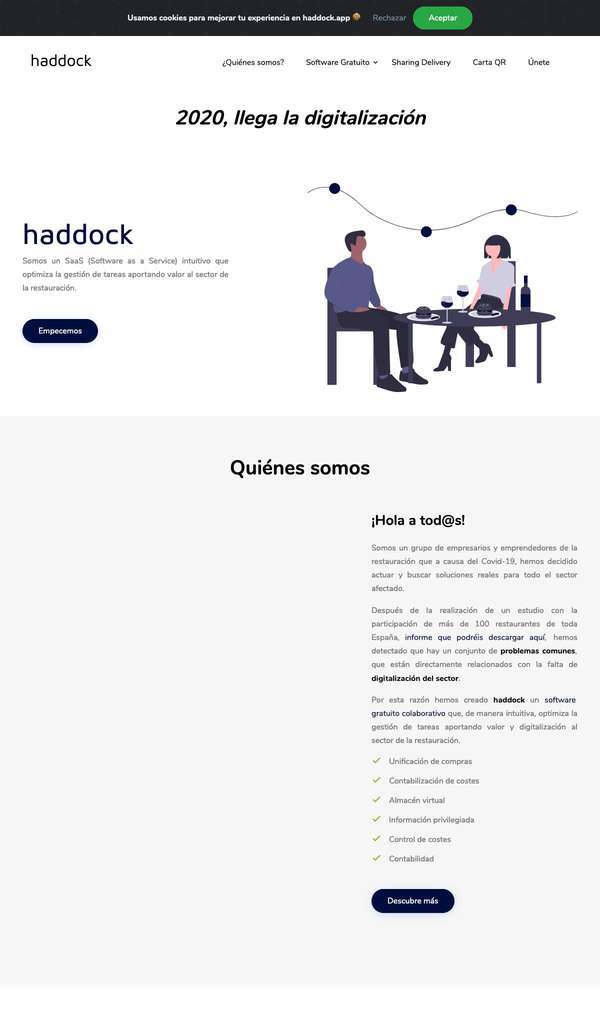 Usamos cookies para mejorar tu experiencia en haddock.app 🍪 Rechazar Aceptar
haddock ¿Quiénes somos? Software Gratuito Sharing Delivery Carta QR Únete
2020, llega la digitalización
haddock
Somos un SaaS (Software as a Service) intuitivo que
optimiza la gestión de tareas aportando valor al sector de
la restauración.
Empecemos
Quiénes somos
¡Hola a tod@s!
Somos un grupo de empresarios y emprendedores de la
restauración que a causa del Covid-19, hemos decidido
actuar y buscar soluciones reales para todo el sector
afectado.
Después de la realización de un estudio con la
participación de más de 100 restaurantes de toda
España, informe que podréis descargar aquí, hemos
detectado que hay un conjunto de problemas comunes,
que están directamente relacionados con la falta de
digitalización del sector.
Por esta razón hemos creado haddock un software
gratuito colaborativo que, de manera intuitiva, optimiza la
gestión de tareas aportando valor y digitalización al
sector de la restauración.
Unificación de compras
Contabilización de costes
Almacén virtual
Información privilegiada
Control de costes
Contabilidad
Descubre más